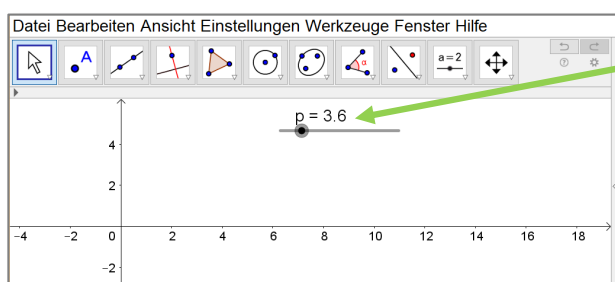 Datei Bearbeiten Ansicht Einstellungen Werkzeuge Fenster Hilfe
A
α
a=2
p = 3.6
4
2
-4 -2 0 2 4 6 8 10 12 14 16 18
-2